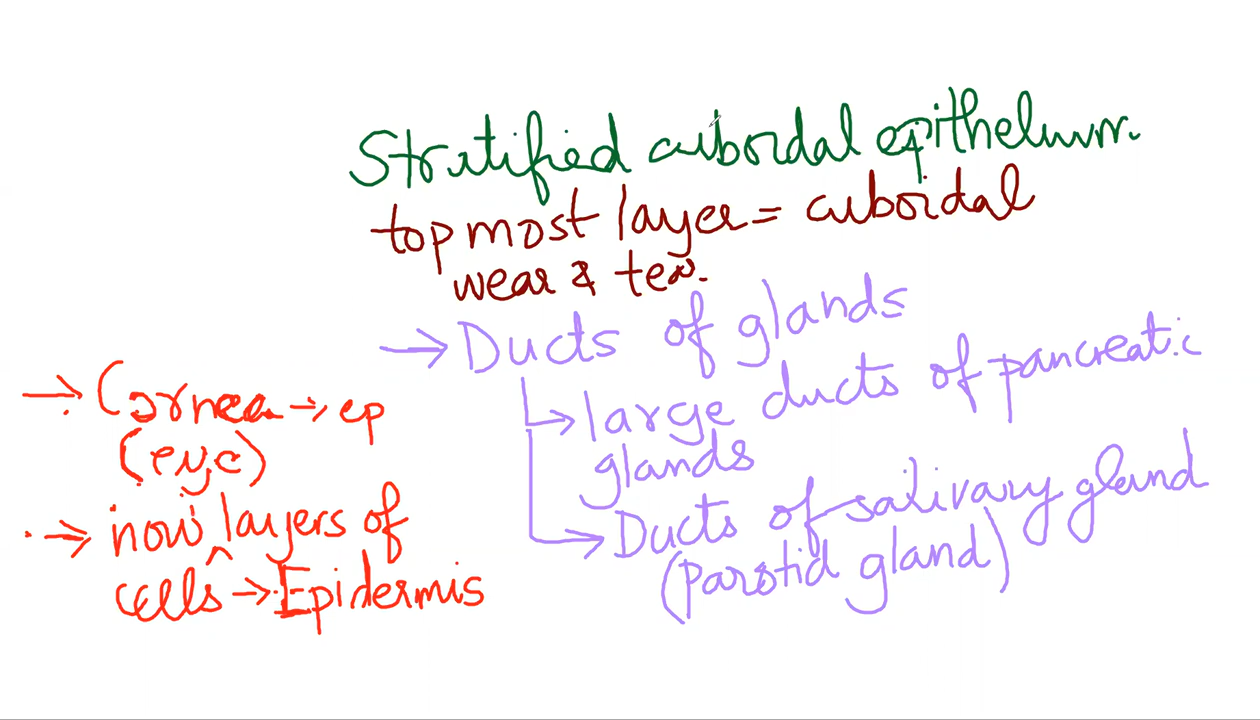 Stratified cuboidal epithelium.
top most layer = cuboidal
wear & tear.
→ Ducts of glands
→ large ducts of pancreatic
glands
→ Ducts of salivary gland
(parotid gland)
→ Cornea → ep
(eye)
→ now layers of
cells → Epidermis